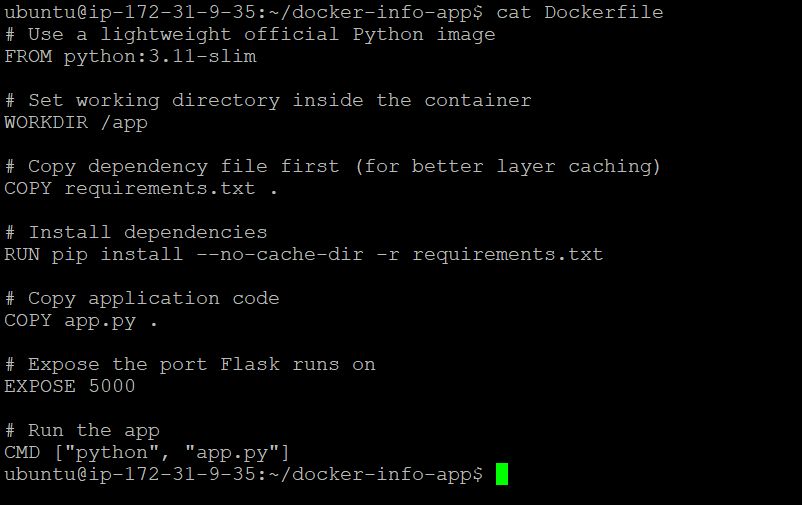 ubuntu@ip-172-31-9-35:~/docker-info-app$ cat Dockerfile
# Use a lightweight official Python image
FROM python:3.11-slim
# Set working directory inside the container
WORKDIR /app
# Copy dependency file first (for better layer caching)
COPY requirements.txt .
# Install dependencies
RUN pip install --no-cache-dir -r requirements.txt
# Copy application code
COPY app.py .
# Expose the port Flask runs on
EXPOSE 5000
# Run the app
CMD ["python", "app.py"]
ubuntu@ip-172-31-9-35:~/docker-info-app$